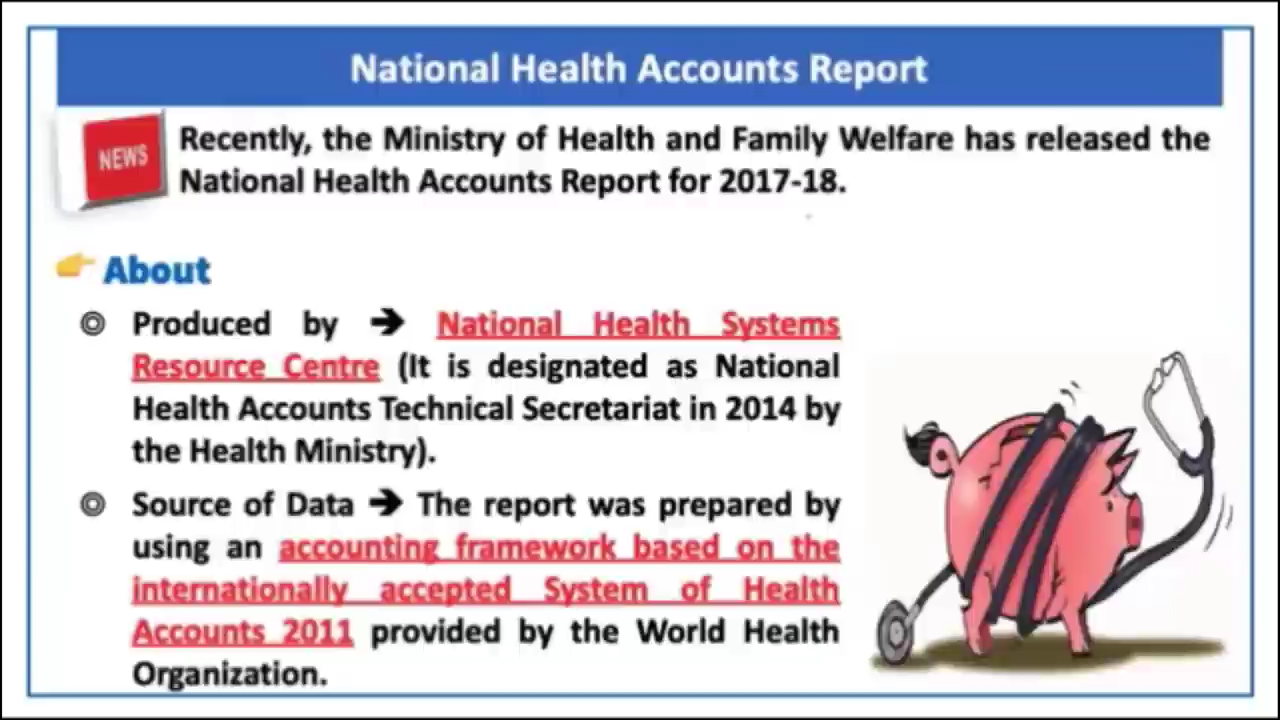 National Health Accounts Report
NEWS
Recently, the Ministry of Health and Family Welfare has released the
National Health Accounts Report for 2017-18.
About
Produced by ➔ National Health Systems
Resource Centre (It is designated as National
Health Accounts Technical Secretariat in 2014 by
the Health Ministry).
Source of Data ➔ The report was prepared by
using an accounting framework based on the
internationally accepted System of Health
Accounts 2011 provided by the World Health
Organization.